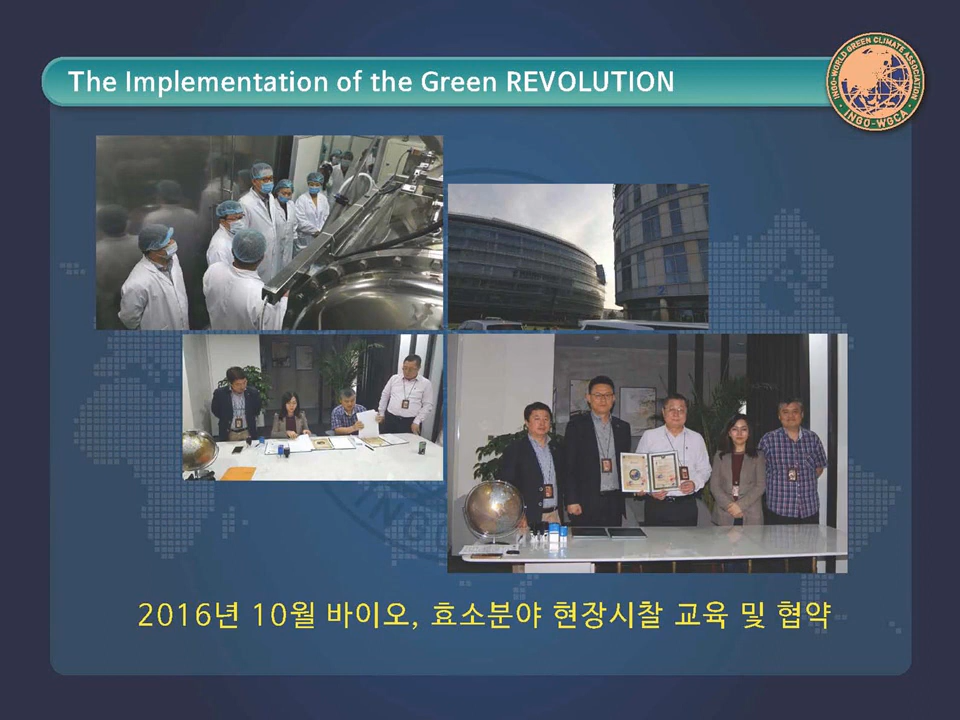 The Implementation of the Green REVOLUTION
INGO-WORLD GREEN CLIMATE ASSOCIATION
INGO-WGCA
2016년 10월 바이오, 효소분야 현장시찰 교육 및 협약